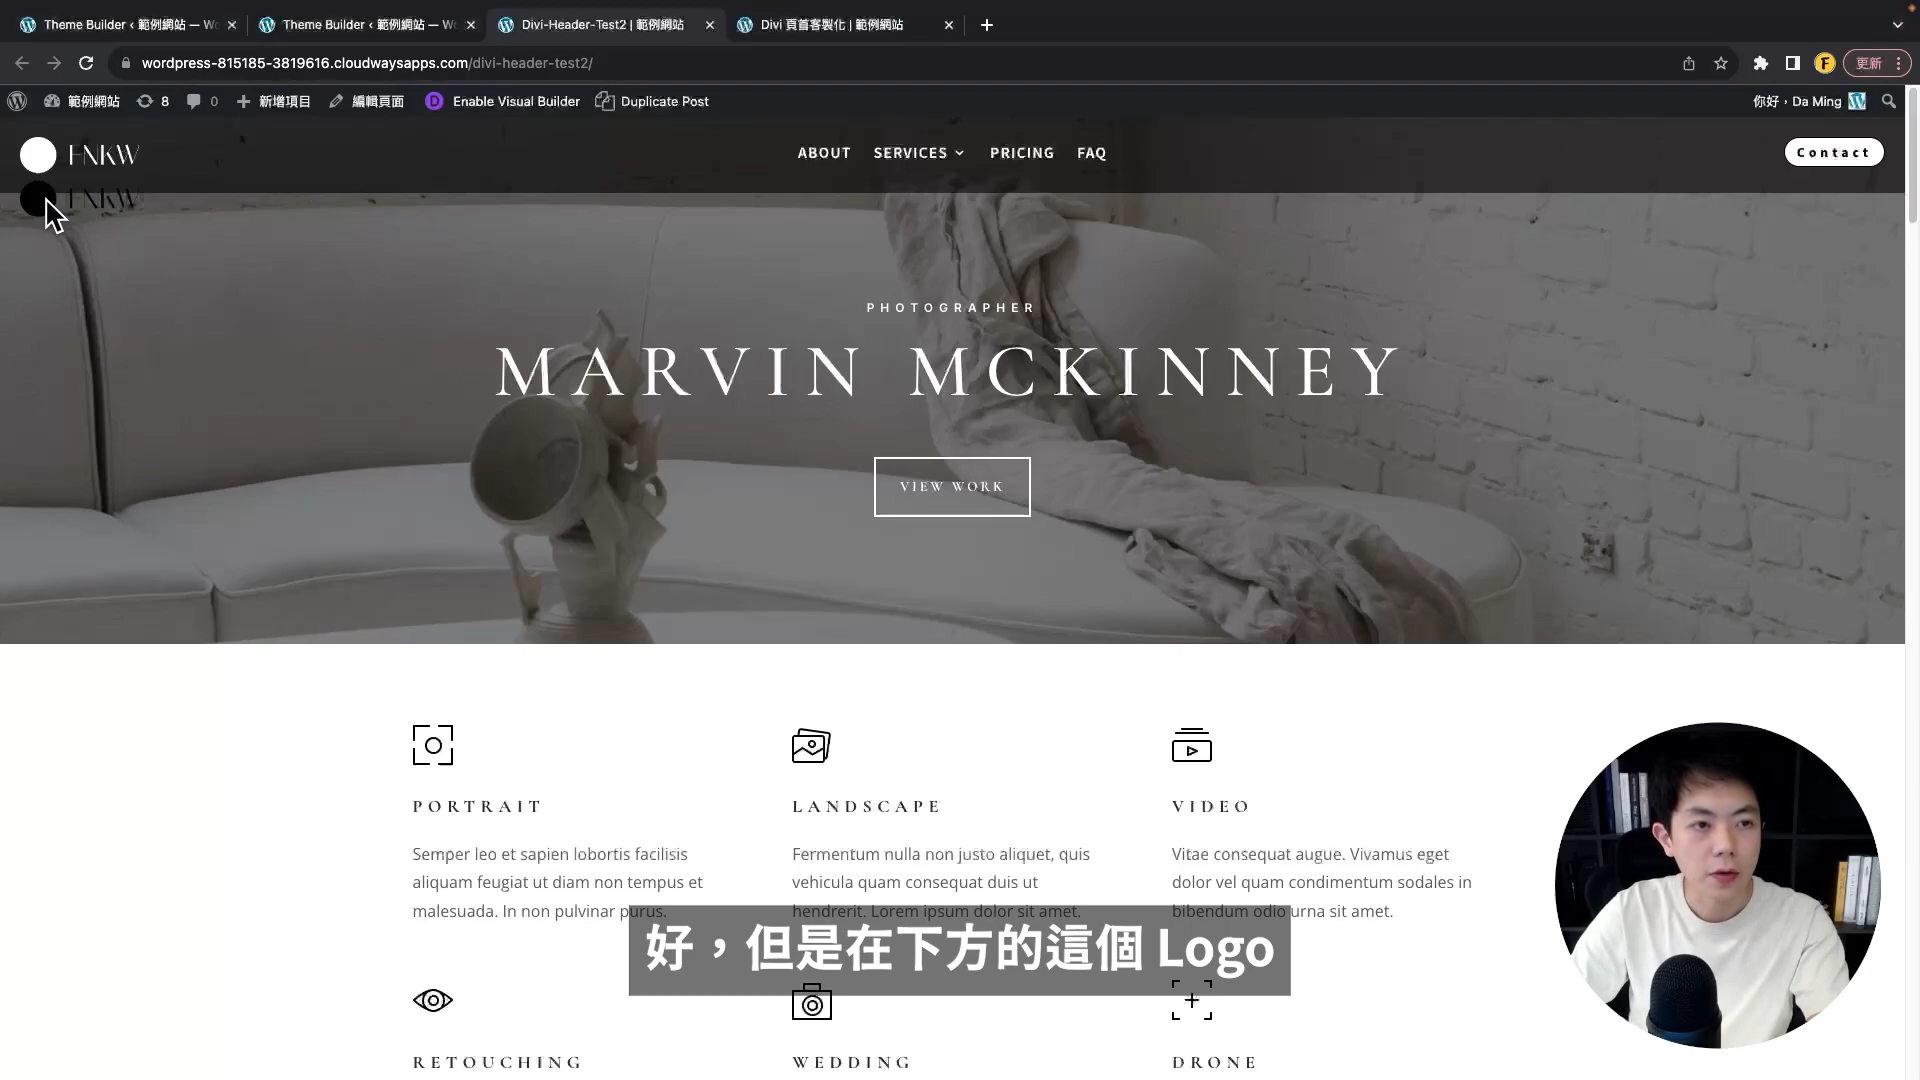 Theme Builder ‹ 範例網站 — Wo
Theme Builder ‹ 範例網站 — Wo
Divi-Header-Test2 | 範例網站
Divi 頁首客製化 | 範例網站
wordpress-815185-3819616.cloudwaysapps.com/divi-header-test2/
F
更新
範例網站
8
0
新增項目
編輯頁面
D
Enable Visual Builder
Duplicate Post
你好，Da Ming
FNKW
ABOUT
SERVICES
PRICING
FAQ
Contact
FNKW
PHOTOGRAPHER
MARVIN MCKINNEY
VIEW WORK
PORTRAIT
Semper leo et sapien lobortis facilisis
aliquam feugiat ut diam non tempus et
malesuada. In non pulvinar purus.
LANDSCAPE
Fermentum nulla non justo aliquet, quis
vehicula quam consequat duis ut
hendrerit. Lorem ipsum dolor sit amet.
VIDEO
Vitae consequat augue. Vivamus eget
dolor vel quam condimentum sodales in
bibendum odio urna sit amet.
好，但是在下方的這個 Logo
RETOUCHING
WEDDING
DRONE